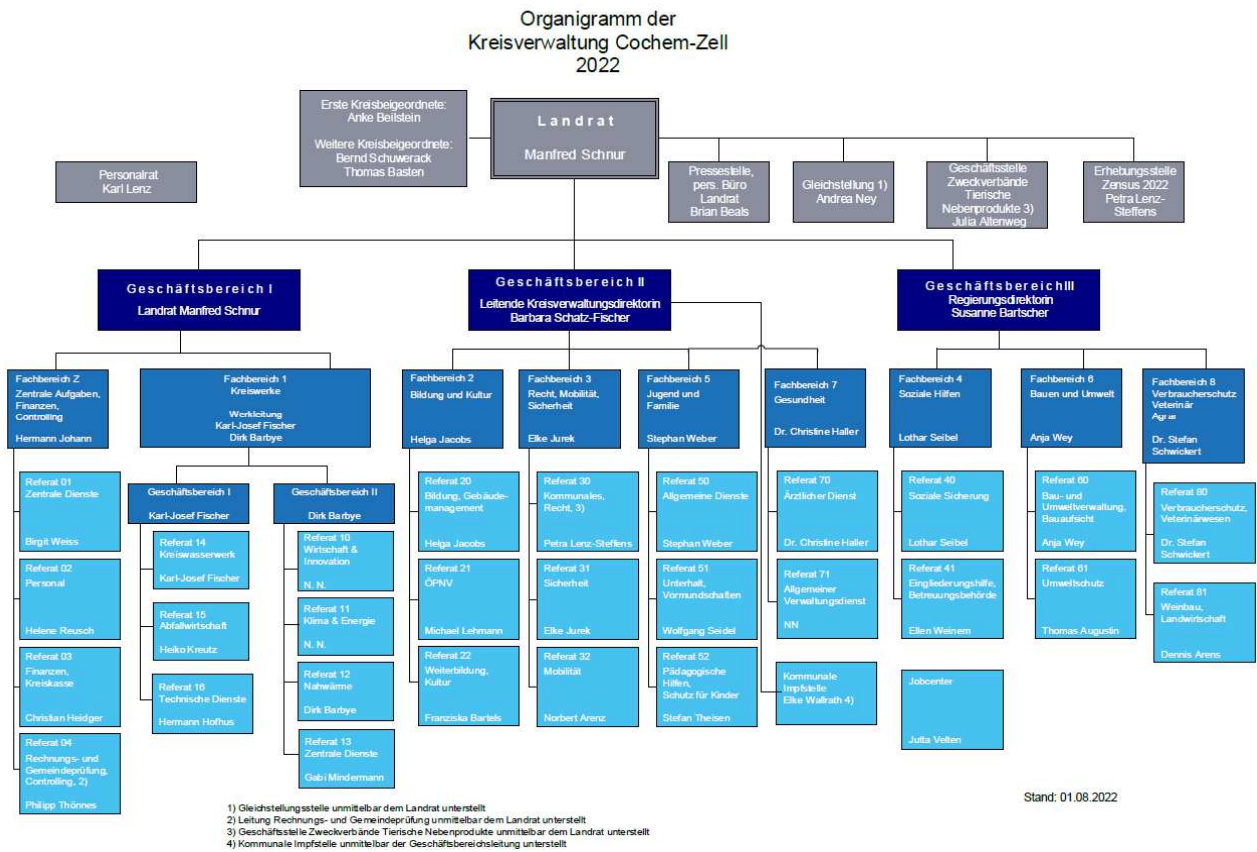 Organigramm der
Kreisverwaltung Cochem-Zell
2022
Erste Kreisbeigeordnete:
Anke Beilstein
Weitere Kreisbeigeordnete:
Bernd Schuwerack
Thomas Basten
Landrat
Manfred Schnur
Personalrat
Karl Lenz
Pressestelle,
pers. Büro
Landrat
Brian Beals
Gleichstellung 1)
Andrea Ney
Geschäftsstelle
Zweckverbände
Tierische
Nebenprodukte 3)
Julia Altenweg
Erhebungsstelle
Zensus 2022
Petra Lenz-
Steffens
Geschäftsbereich I
Landrat Manfred Schnur
Geschäftsbereich II
Leitende Kreisverwaltungsdirektorin
Barbara Schatz-Fischer
Geschäftsbereich III
Regierungsdirektorin
Susanne Bartscher
Fachbereich Z
Zentrale Aufgaben,
Finanzen,
Controlling
Hermann Johann
Fachbereich 1
Kreiswerke
Werkleitung
Karl-Josef Fischer
Dirk Barbye
Fachbereich 2
Bildung und Kultur
Helga Jacobs
Fachbereich 3
Recht, Mobilität,
Sicherheit
Elke Jurek
Fachbereich 5
Jugend und
Familie
Stephan Weber
Fachbereich 7
Gesundheit
Dr. Christine Haller
Fachbereich 4
Soziale Hilfen
Lothar Seibel
Fachbereich 6
Bauen und Umwelt
Anja Wey
Fachbereich 8
Verbraucherschutz
Veterinär
Agrar
Dr. Stefan
Schwickert
Referat 01
Zentrale Dienste
Birgit Weiss
Referat 02
Personal
Helene Reusch
Referat 03
Finanzen,
Kreiskasse
Christian Heidger
Referat 04
Rechnungs- und
Gemeindeprüfung,
Controlling, 2)
Philipp Thönnes
Geschäftsbereich I
Karl-Josef Fischer
Referat 14
Kreiswasserwerk
Karl-Josef Fischer
Referat 15
Abfallwirtschaft
Heiko Kreutz
Referat 16
Technische Dienste
Hermann Hofhus
Geschäftsbereich II
Dirk Barbye
Referat 10
Wirtschaft &
Innovation
N. N.
Referat 11
Klima & Energie
N. N.
Referat 12
Nahwärme
Dirk Barbye
Referat 13
Zentrale Dienste
Gabi Mindermann
Referat 20
Bildung, Gebäude-
management
Helga Jacobs
Referat 21
ÖPNV
Michael Lehmann
Referat 22
Weiterbildung,
Kultur
Franziska Bartels
Referat 30
Kommunales,
Recht, 3)
Petra Lenz-Steffens
Referat 31
Sicherheit
Elke Jurek
Referat 32
Mobilität
Norbert Arenz
Referat 50
Allgemeine Dienste
Stephan Weber
Referat 51
Unterhalt,
Vormundschaften
Wolfgang Seidel
Referat 52
Pädagogische
Hilfen,
Schutz für Kinder
Stefan Theisen
Referat 70
Ärztlicher Dienst
Dr. Christine Haller
Referat 71
Allgemeiner
Verwaltungsdienst
NN
Kommunale
Impfstelle
Elke Wallrath 4)
Referat 40
Soziale Sicherung
Lothar Seibel
Referat 41
Eingliederungshilfe,
Betreuungsbehörde
Ellen Weinem
Jobcenter
Jutta Velten
Referat 60
Bau- und
Umweltverwaltung,
Bauaufsicht
Anja Wey
Referat 61
Umweltschutz
Thomas Augustin
Referat 80
Verbraucherschutz,
Veterinärwesen
Dr. Stefan
Schwickert
Referat 81
Weinbau,
Landwirtschaft
Dennis Arens
1) Gleichstellungsstelle unmittelbar dem Landrat unterstellt
2) Leitung Rechnungs- und Gemeindeprüfung unmittelbar dem Landrat unterstellt
3) Geschäftsstelle Zweckverbände Tierische Nebenprodukte unmittelbar dem Landrat unterstellt
4) Kommunale Impfstelle unmittelbar der Geschäftsbereichsleitung unterstellt
Stand: 01.08.2022